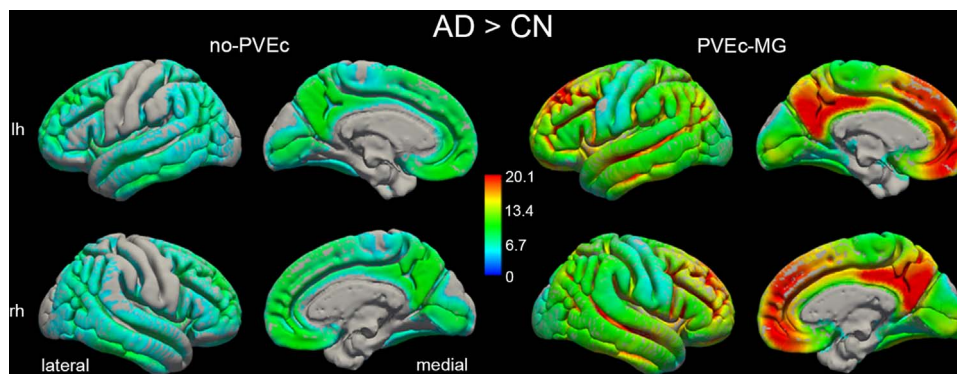 AD > CN
no-PVEc
PVEc-MG
lh
20.1
13.4
6.7
0
rh
lateral
medial